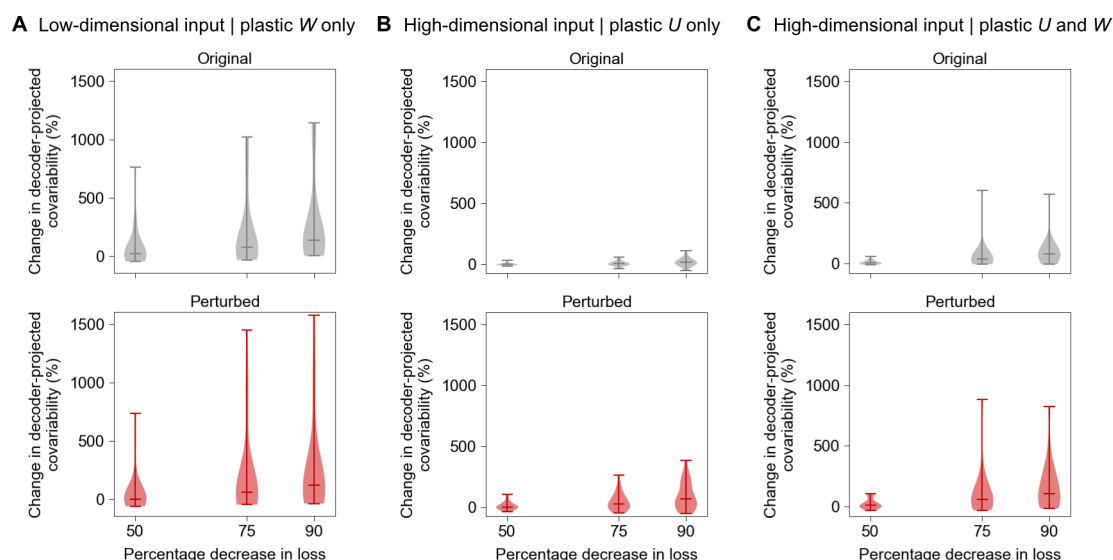 A Low-dimensional input | plastic W only
B High-dimensional input | plastic U only
C High-dimensional input | plastic U and W
Original
1500
1000
500
0
Change in decoder-projected
covariability (%)
Original
1500
1000
500
0
Change in decoder-projected
covariability (%)
Original
1500
1000
500
0
Change in decoder-projected
covariability (%)
Perturbed
1500
1000
500
0
Change in decoder-projected
covariability (%)
50 75 90
Percentage decrease in loss
Perturbed
1500
1000
500
0
Change in decoder-projected
covariability (%)
50 75 90
Percentage decrease in loss
Perturbed
1500
1000
500
0
Change in decoder-projected
covariability (%)
50 75 90
Percentage decrease in loss